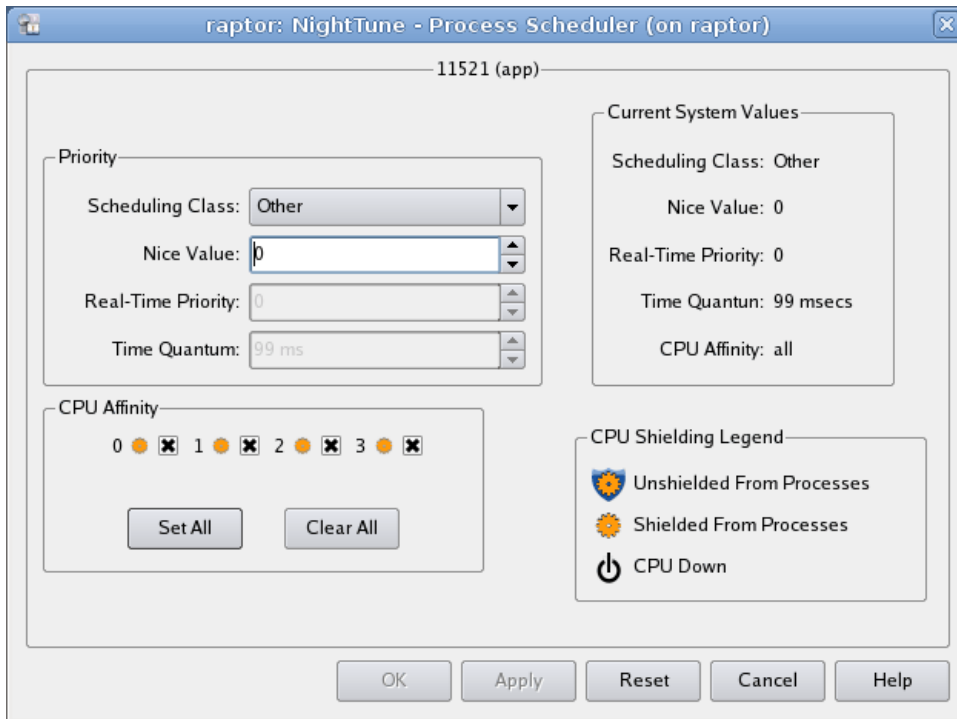 raptor: NightTune - Process Scheduler (on raptor)
11521 (app)
Priority
Scheduling Class: Other
Nice Value: 0
Real-Time Priority: 0
Time Quantum: 99 ms
Current System Values
Scheduling Class: Other
Nice Value: 0
Real-Time Priority: 0
Time Quantun: 99 msecs
CPU Affinity: all
CPU Affinity
0 1 2 3
Set All Clear All
CPU Shielding Legend
Unshielded From Processes
Shielded From Processes
CPU Down
OK Apply Reset Cancel Help